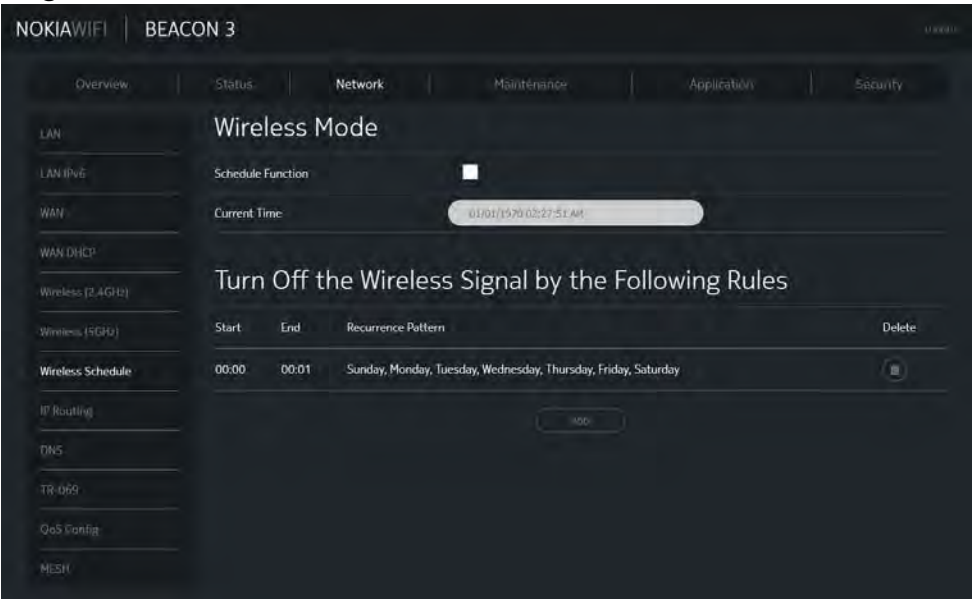 NOKIAWIFI | BEACON 3
Overview Status Network Maintenance Application Security
LAN
Wireless Mode
LAN IPv6
Schedule Function
WAN
Current Time 01/01/1970 02:27:51 AM
WAN DHCP
Wireless (2.4GHz)
Turn Off the Wireless Signal by the Following Rules
Wireless (5GHz)
Start End Recurrence Pattern Delete
Wireless Schedule
00:00 00:01 Sunday, Monday, Tuesday, Wednesday, Thursday, Friday, Saturday
IP Routing
ADD
DNS
TR-069
QoS Config
MESH